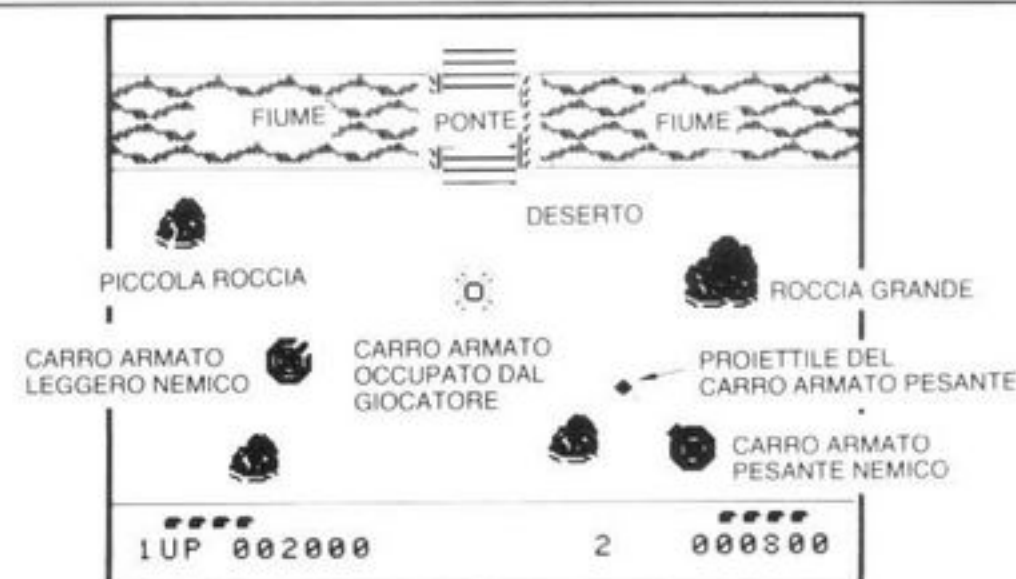 FIUME
PONTE
FIUME
DESERTO
PICCOLA ROCCIA
ROCCIA GRANDE
CARRO ARMATO
LEGGERO NEMICO
CARRO ARMATO
OCCUPATO DAL
GIOCATORE
PROIETTILE DEL
CARRO ARMATO PESANTE
CARRO ARMATO
PESANTE NEMICO
1UP 002000
2
000800